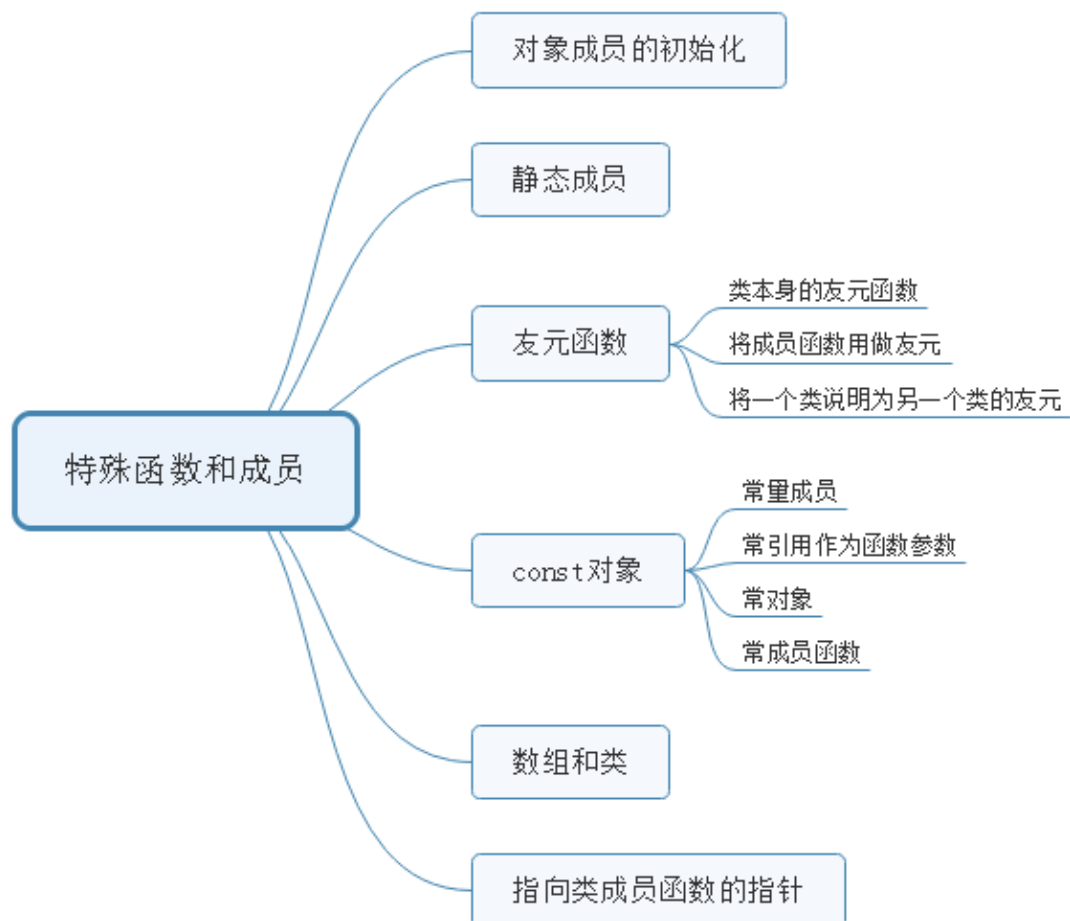 对象成员的初始化
静态成员
类本身的友元函数
友元函数
将成员函数用做友元
将一个类说明为另一个类的友元
特殊函数和成员
常量成员
常引用作为函数参数
const对象
常对象
常成员函数
数组和类
指向类成员函数的指针